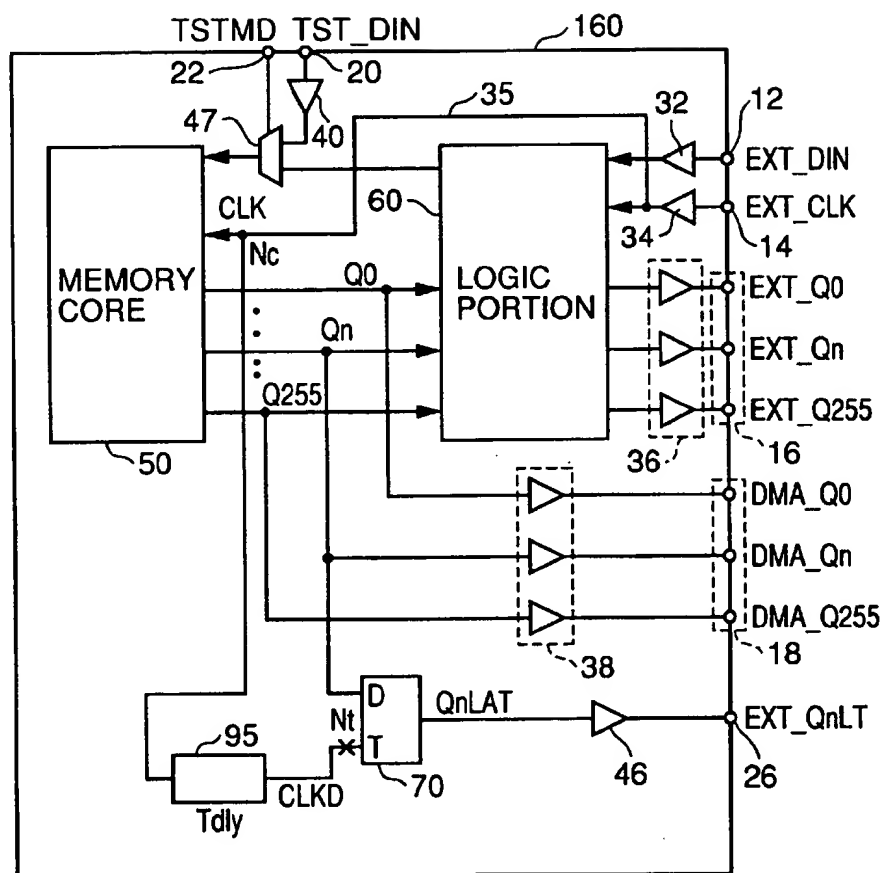 TSTMD TST_DIN 160
22 20
40 35 32 12
47
EXT_DIN
60
CLK EXT_CLK
34 14
Nc
MEMORY CORE
LOGIC PORTION
Q0 EXT_Q0
Qn EXT_Qn
Q255 EXT_Q255
50 36 16
DMA_Q0
DMA_Qn
DMA_Q255
38 18
D QnLAT EXT_QnLT
95 Nt T
70 46 26
CLKD
Tdly